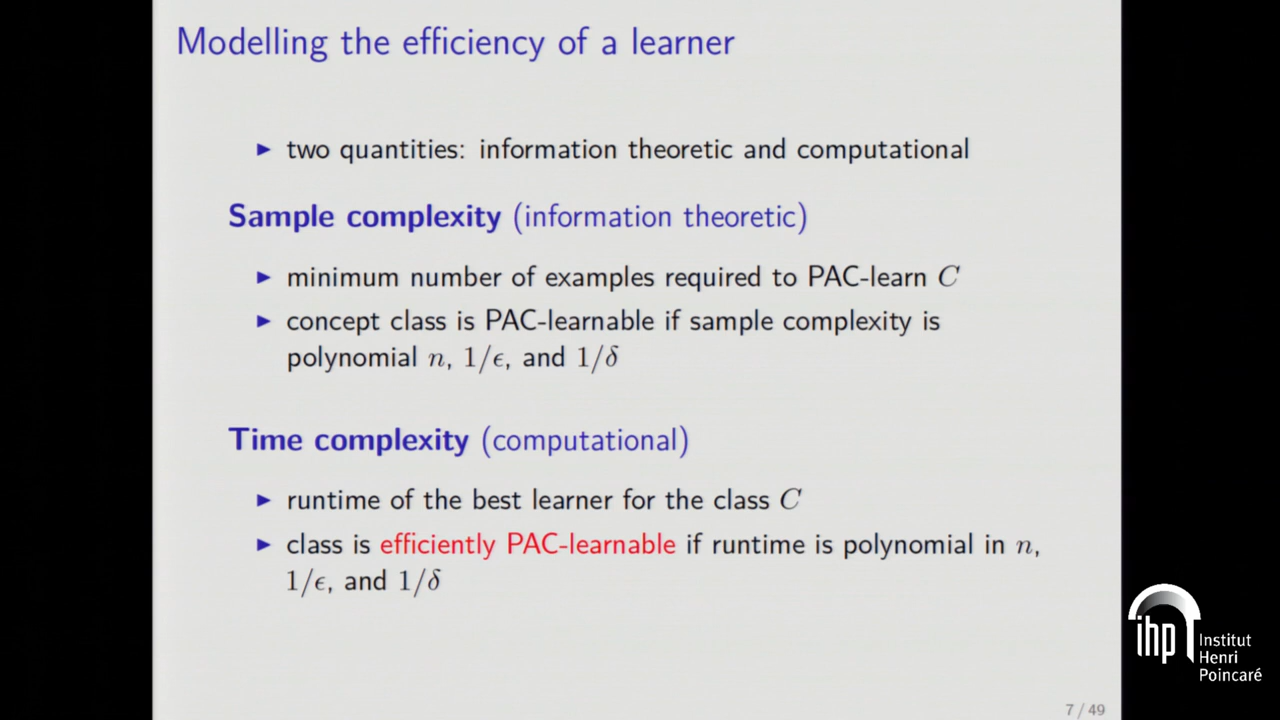 Modelling the efficiency of a learner
▶ two quantities: information theoretic and computational
Sample complexity (information theoretic)
▶ minimum number of examples required to PAC-learn C
▶ concept class is PAC-learnable if sample complexity is
polynomial n, 1/ϵ, and 1/δ
Time complexity (computational)
▶ runtime of the best learner for the class C
▶ class is efficiently PAC-learnable if runtime is polynomial in n,
1/ϵ, and 1/δ
ihp Institut
Henri
Poincaré
7 / 49